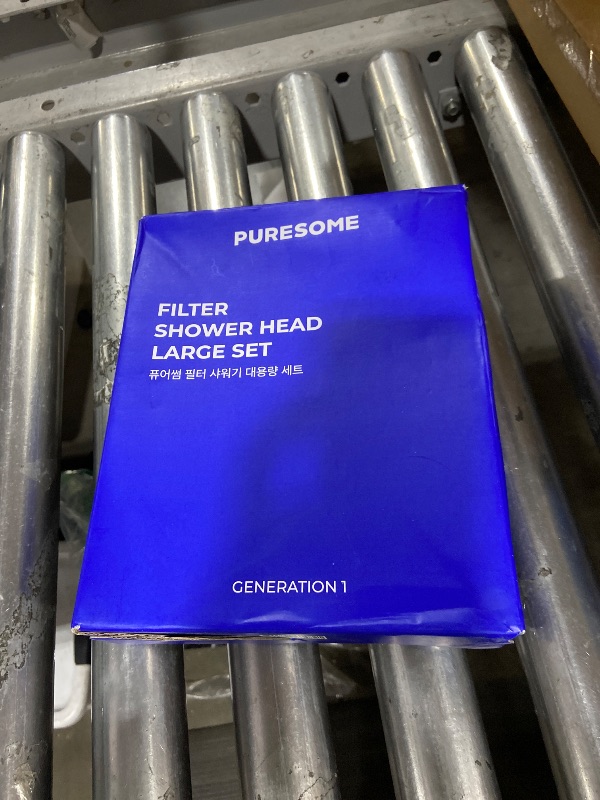 PURESOME
FILTER
SHOWER HEAD
LARGE SET
퓨어썸 필터 샤워기 대용량 세트
GENERATION 1